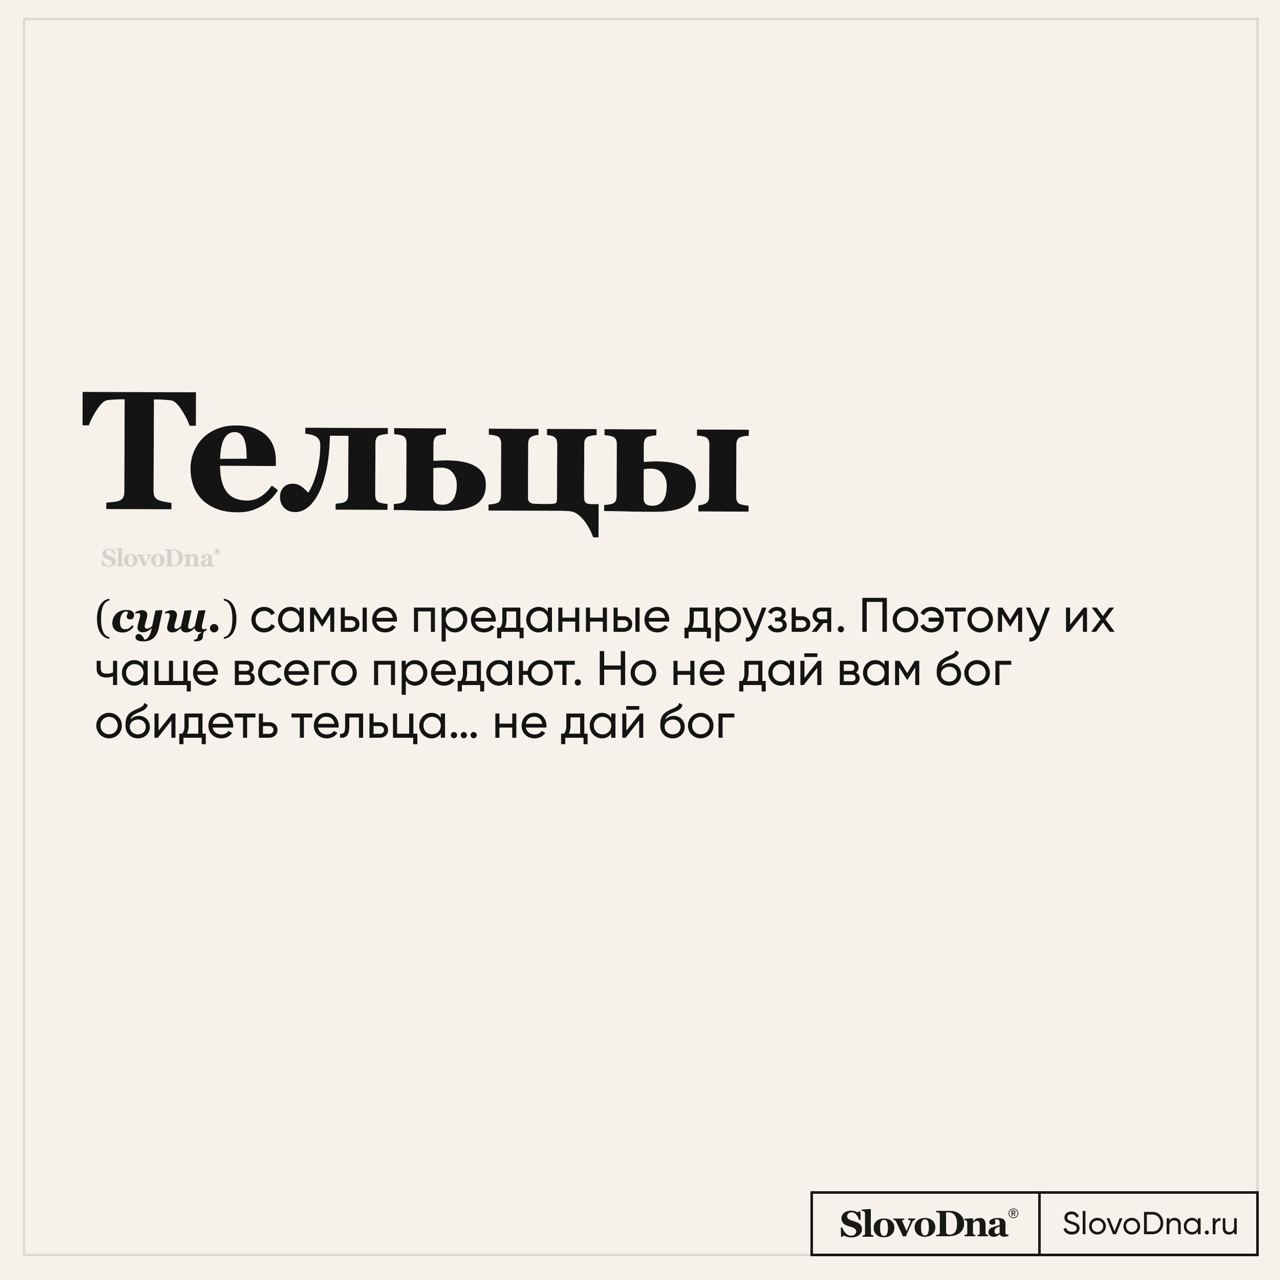 Тельцы
SlovoDna®
(сущ.) самые преданные друзья. Поэтому их
чаще всего предают. Но не дай вам бог
обидеть тельца... не дай бог
SlovoDna® SlovoDna.ru